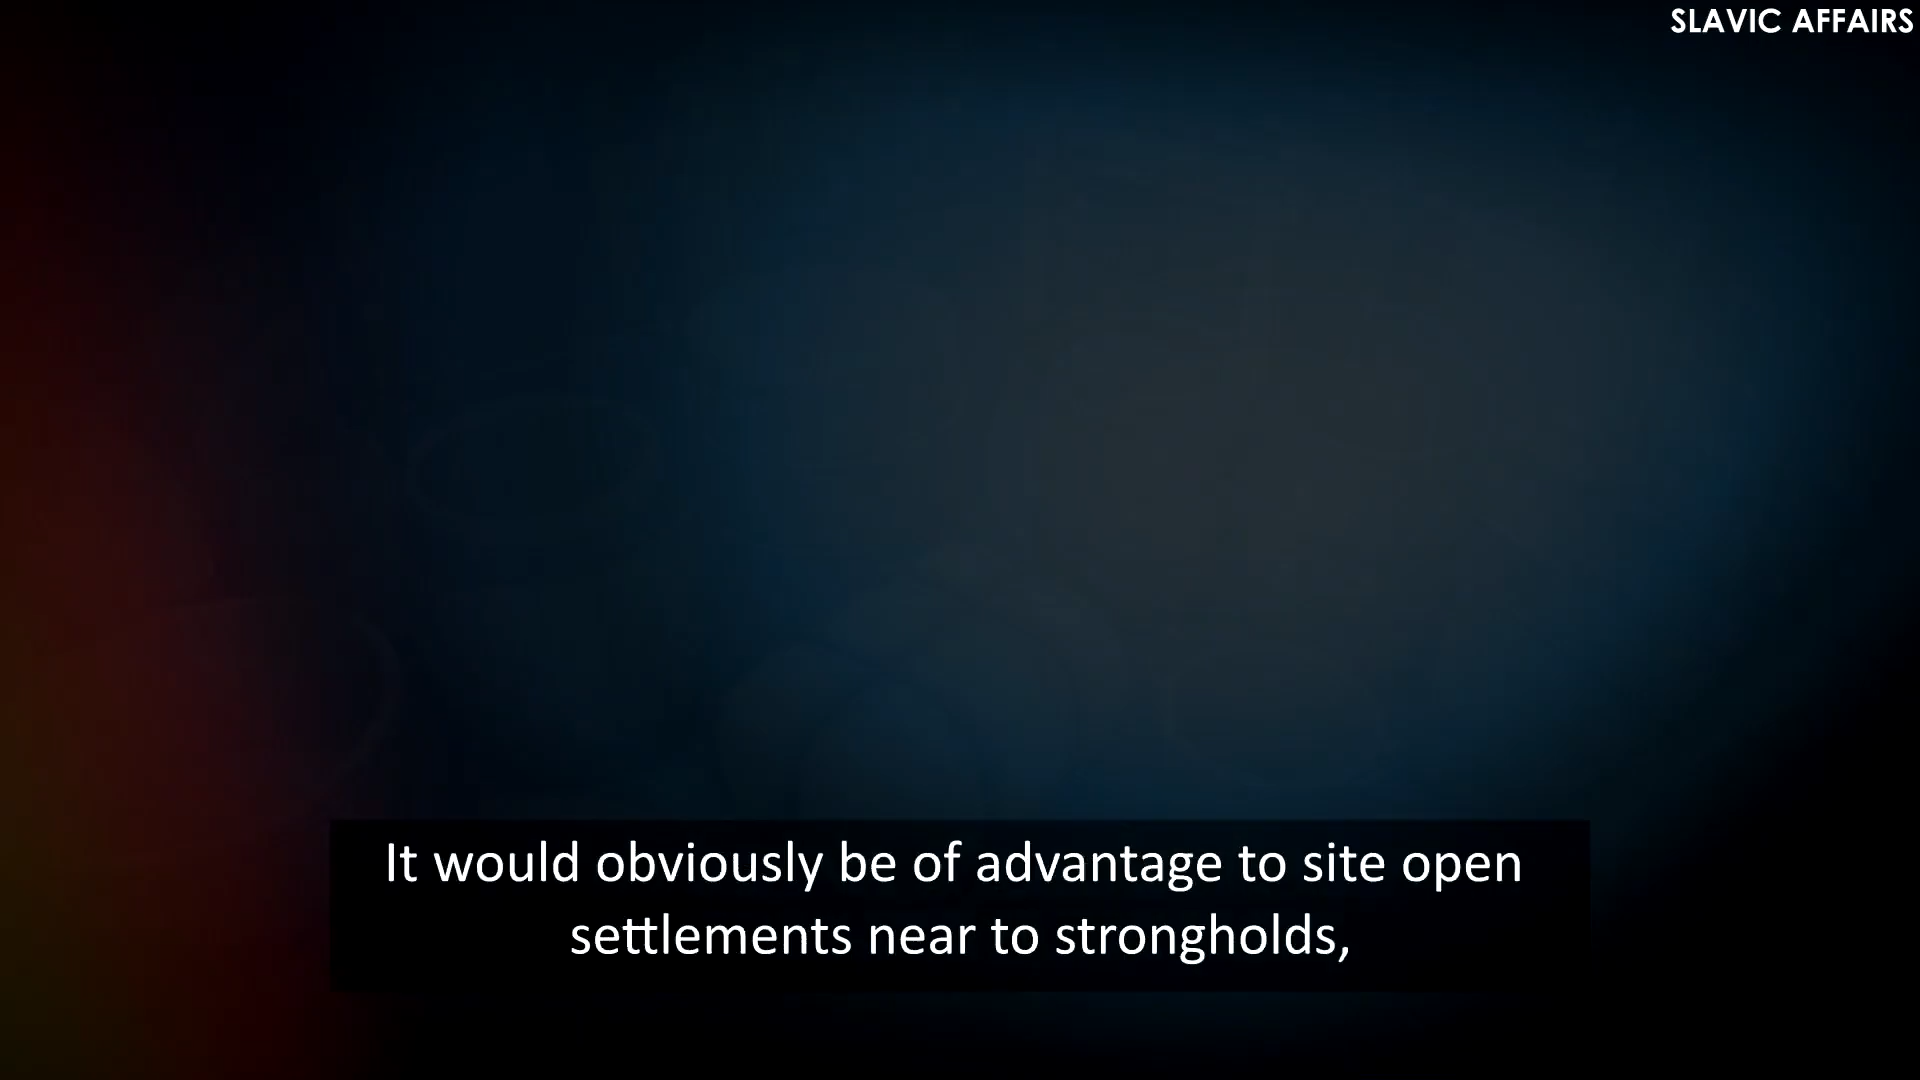 SLAVIC AFFAIRS
It would obviously be of advantage to site open
settlements near to strongholds,